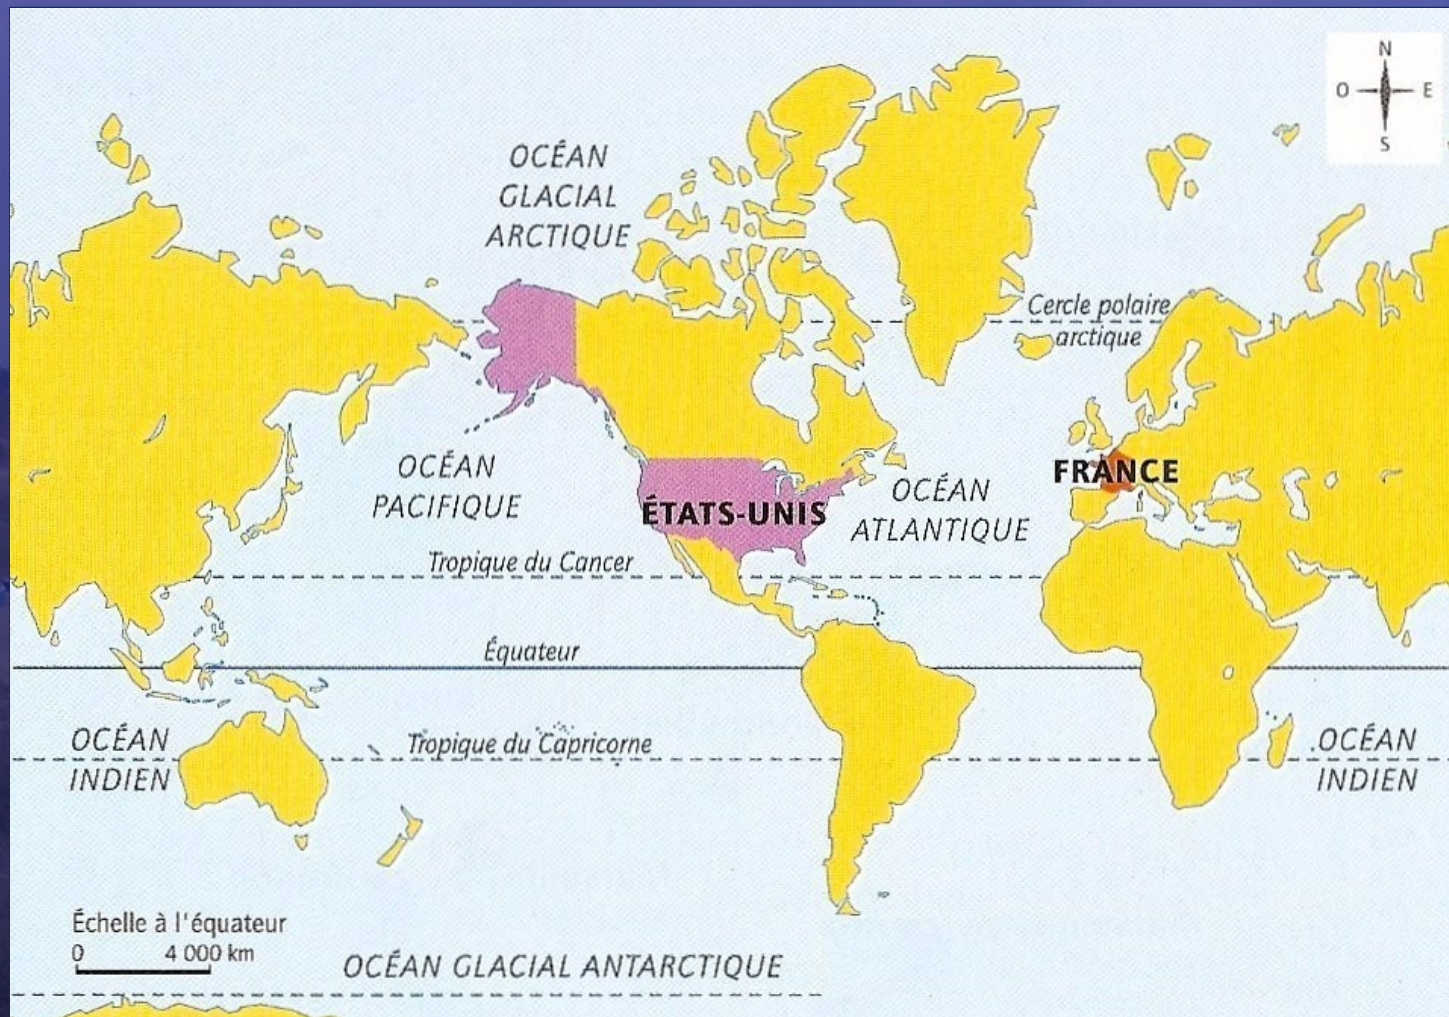 N
O E
S
OCÉAN
GLACIAL
ARCTIQUE
Cercle polaire
arctique
OCÉAN
PACIFIQUE
ÉTATS-UNIS
OCÉAN
ATLANTIQUE
FRANCE
Tropique du Cancer
Équateur
OCÉAN
INDIEN
Tropique du Capricorne
OCÉAN
INDIEN
Échelle à l'équateur
0 4 000 km
OCÉAN GLACIAL ANTARCTIQUE